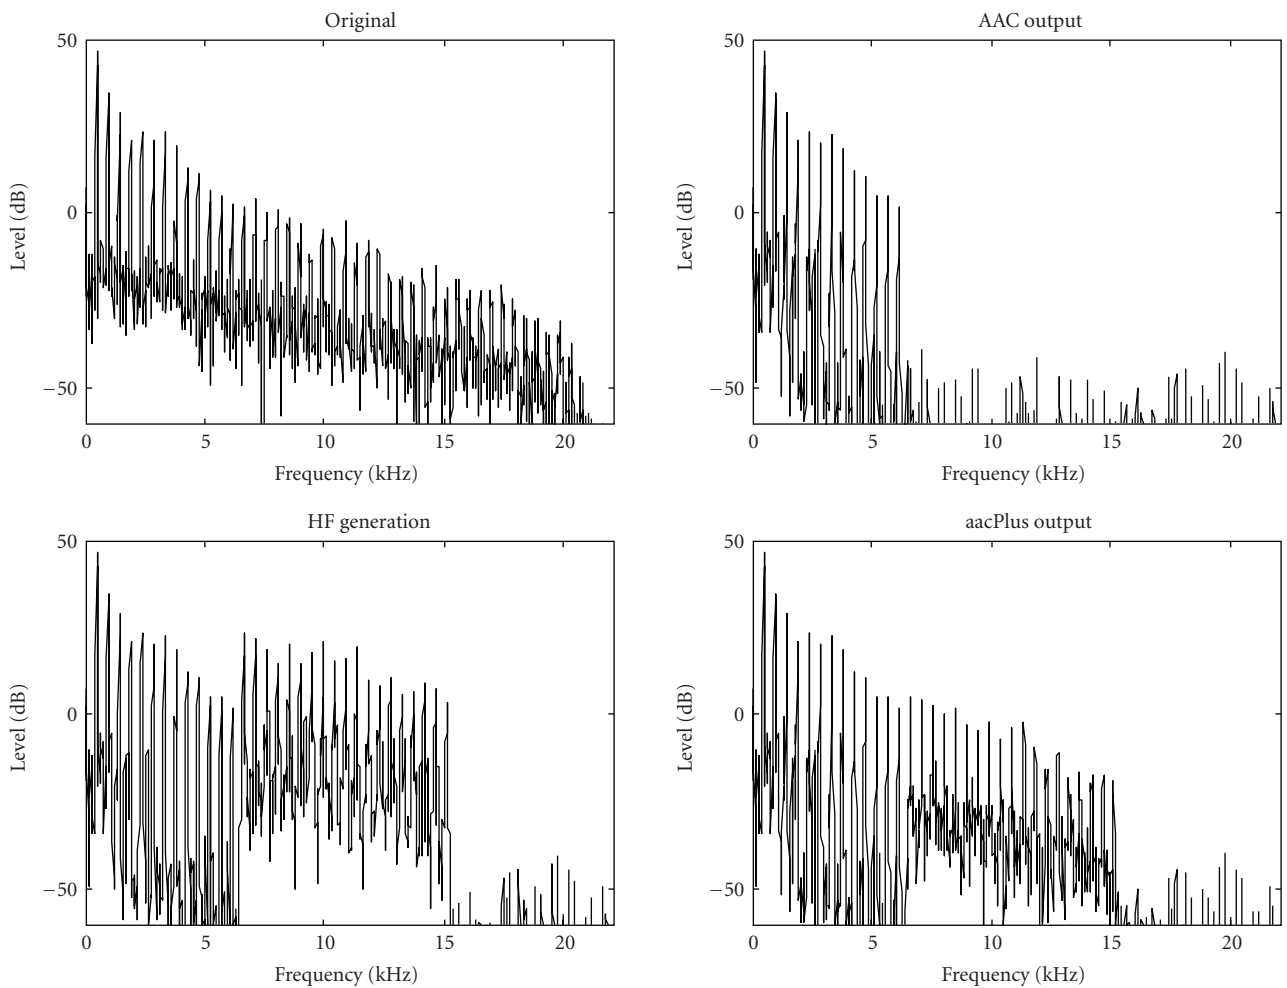 Original
50
0
−50
Level (dB)
0 5 10 15 20
Frequency (kHz)
AAC output
50
0
−50
Level (dB)
0 5 10 15 20
Frequency (kHz)
HF generation
50
0
−50
Level (dB)
0 5 10 15 20
Frequency (kHz)
aacPlus output
50
0
−50
Level (dB)
0 5 10 15 20
Frequency (kHz)